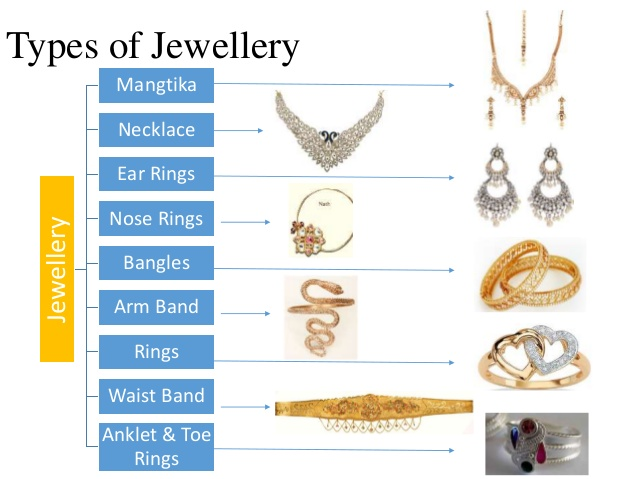 Types of Jewellery
Mangtika
Necklace
Ear Rings
Nose Rings
Bangles
Arm Band
Rings
Waist Band
Anklet & Toe
Rings
Jewellery
Nath